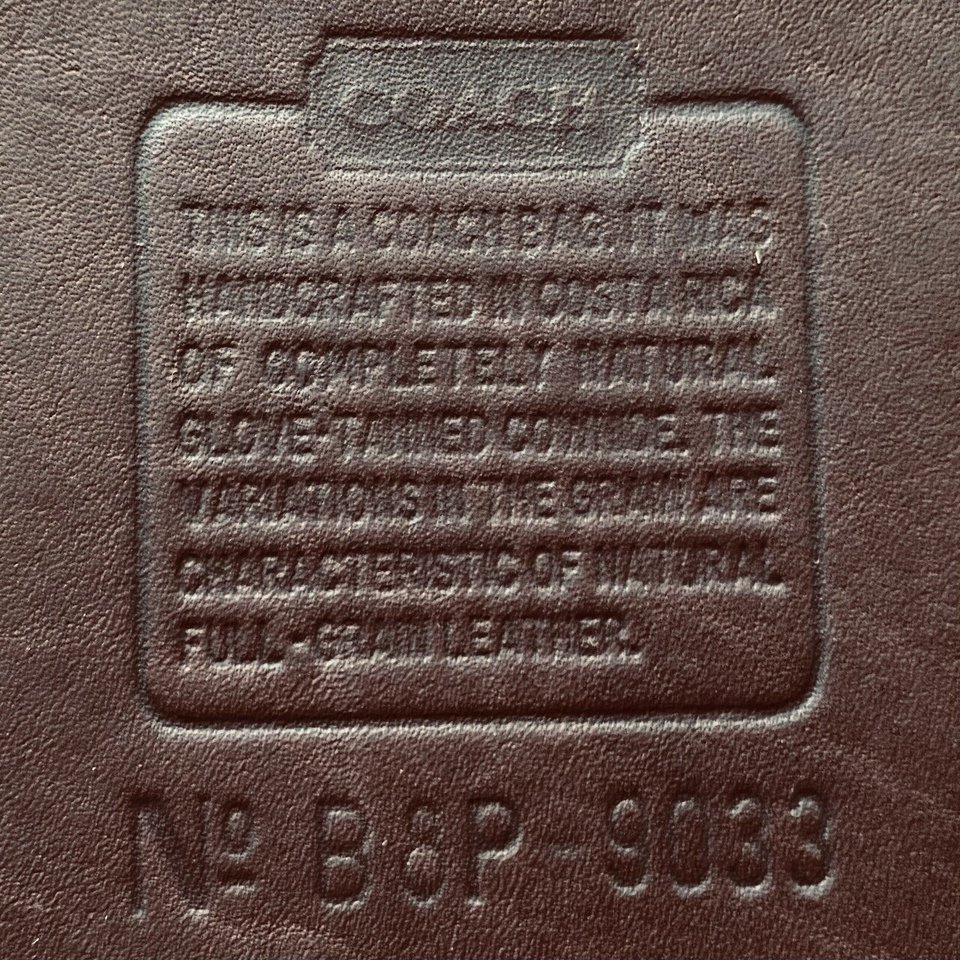 COACH
THIS IS A COACH BAG. IT WAS
HANDCRAFTED IN COSTA RICA
OF COMPLETELY NATURAL
GLOVE-TANNED COWHIDE. THE
VARIATIONS IN THE GRAIN ARE
CHARACTERISTIC OF NATURAL
FULL-GRAIN LEATHER.
Nº B8P-9033